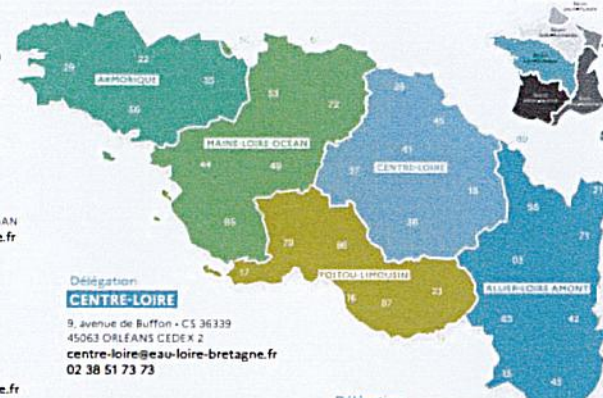 ARMORIQUE
29
22
35
56
MAINE-LOIRE-OCÉAN
53
72
44
49
85
CENTRE-LOIRE
28
45
41
37
18
36
POITOU-LIMOUSIN
79
86
17
16
87
23
ALLIER-LOIRE AMONT
58
21
71
03
63
42
15
43
AN
e.fr
Délégation
CENTRE-LOIRE
9, avenue de Buffon • CS 36339
45063 ORLÉANS CEDEX 2
centre-loire@eau-loire-bretagne.fr
02 38 51 73 73
e.fr
Délégation